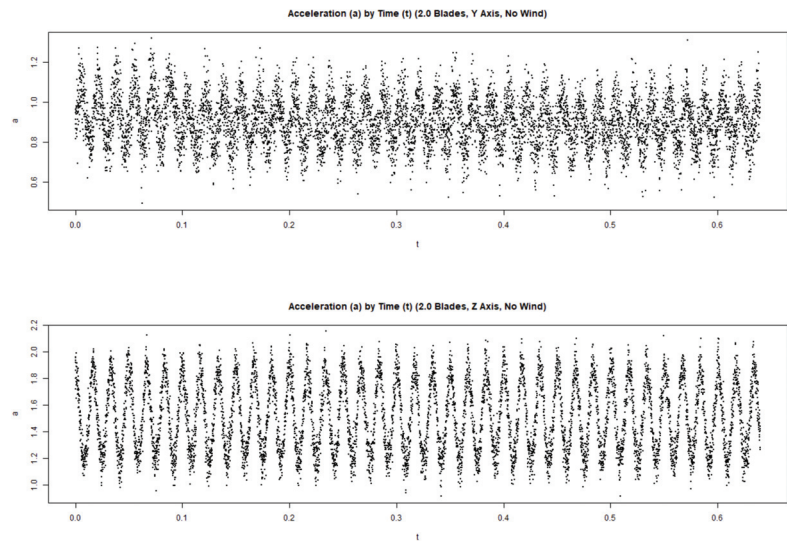 Acceleration (a) by Time (t) (2.0 Blades, Y Axis, No Wind)
a
1.2
1.0
0.8
0.6
0.0 0.1 0.2 0.3 0.4 0.5 0.6
t
Acceleration (a) by Time (t) (2.0 Blades, Z Axis, No Wind)
a
2.2
2.0
1.8
1.6
1.4
1.2
1.0
0.0 0.1 0.2 0.3 0.4 0.5 0.6
t